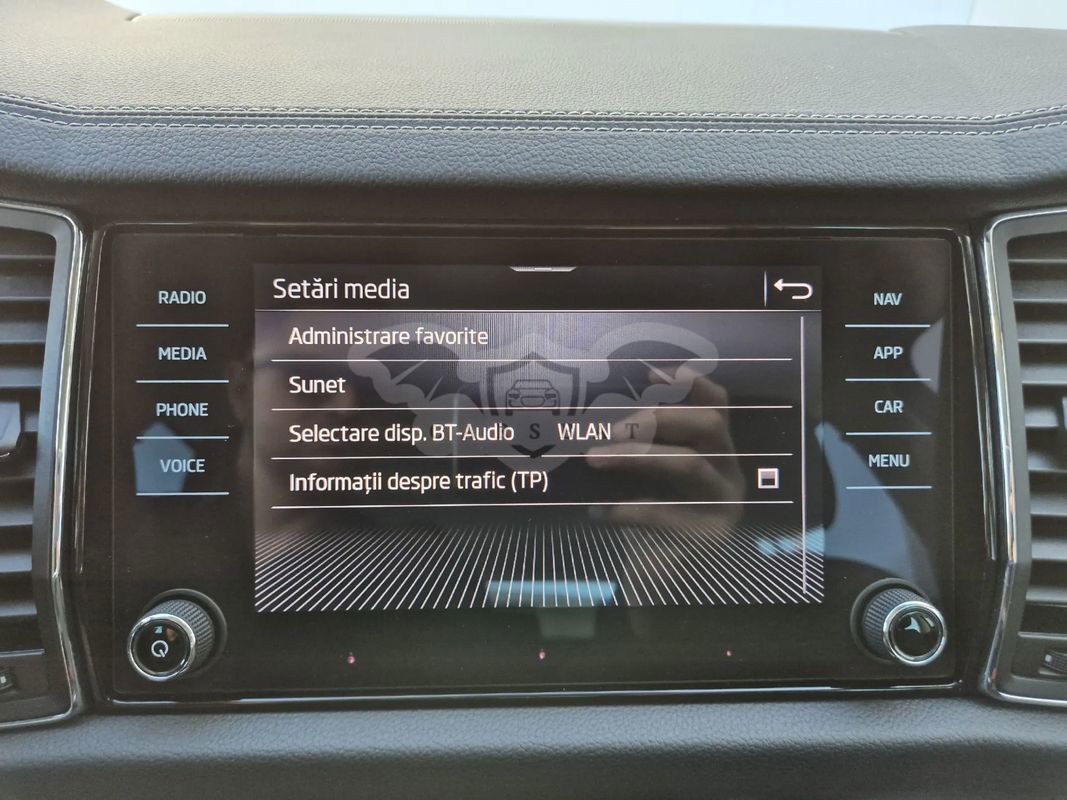 Setări media
RADIO
NAV
Administrare favorite
MEDIA
APP
Sunet
PHONE
CAR
Selectare disp. BT-Audio WLAN
VOICE
MENU
Informații despre trafic (TP)